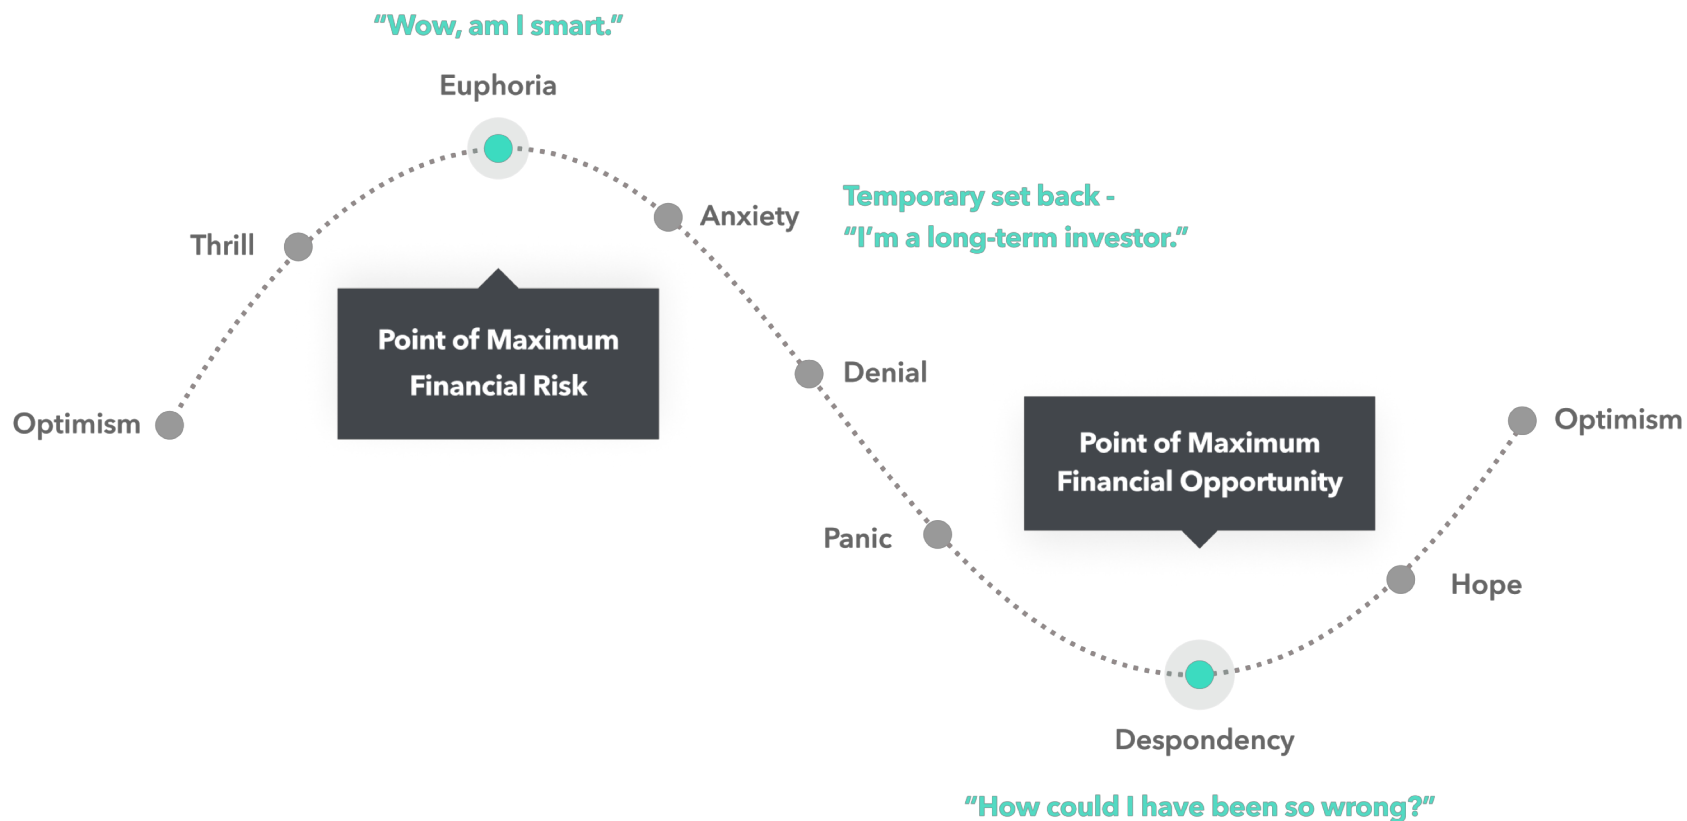 “Wow, am I smart.”
Euphoria
Thrill
Anxiety
Temporary set back -
“I’m a long-term investor.”
Point of Maximum
Financial Risk
Optimism
Denial
Panic
Point of Maximum
Financial Opportunity
Optimism
Hope
Despondency
“How could I have been so wrong?”